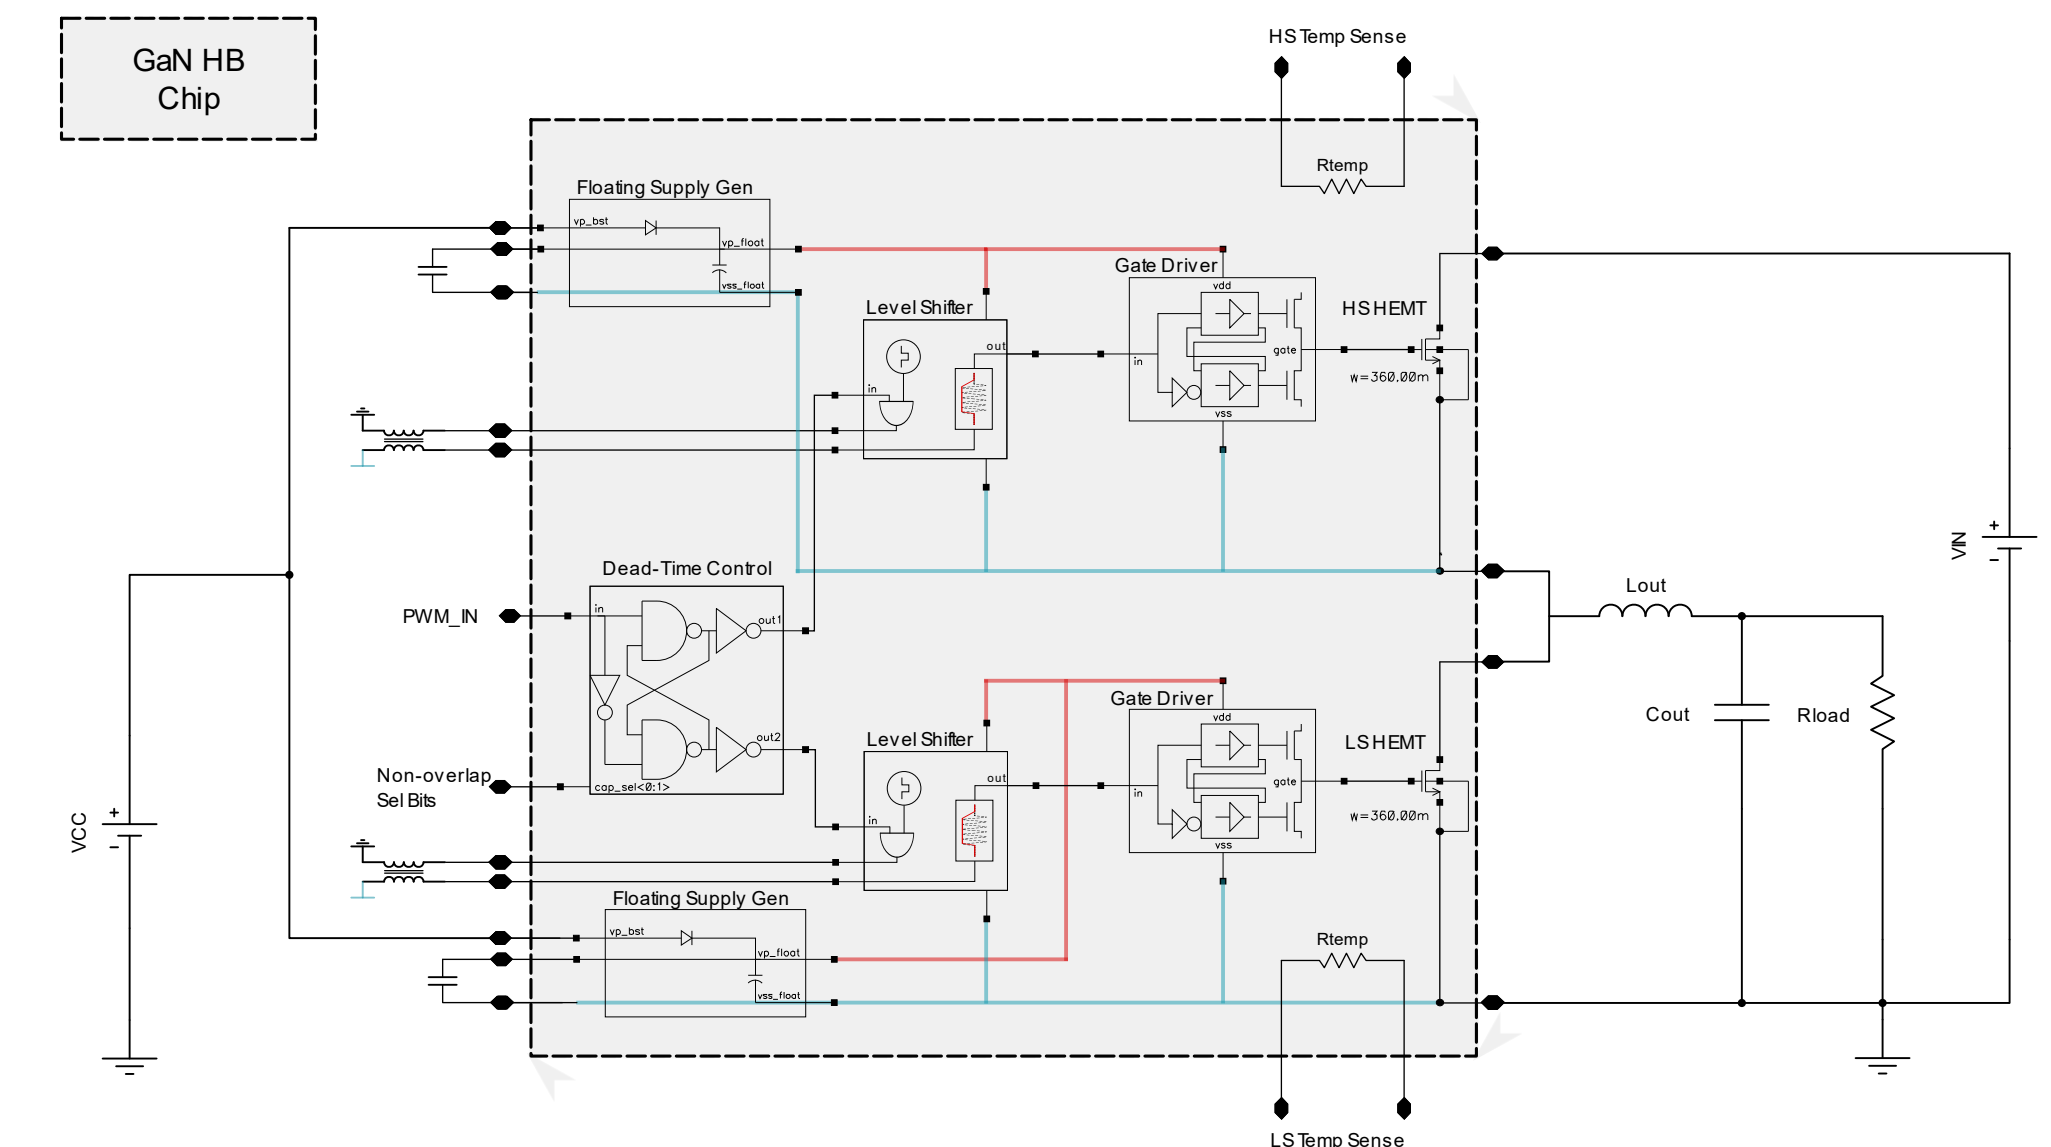 GaN HB
Chip
HS Temp Sense
Rtemp
Floating Supply Gen
vp_bst
vp_float
vss_float
Gate Driver
vdd
in
gate
vss
Level Shifter
out
in
HS HEMT
w=360.00m
VIN
+
-
Dead-Time Control
PWM_IN
in
out1
out2
cap_sel<0:1>
Non-overlap
Sel Bits
Lout
Cout
Rload
VCC
+
-
Gate Driver
vdd
in
gate
vss
Level Shifter
out
in
LS HEMT
w=360.00m
Floating Supply Gen
vp_bst
vp_float
vss_float
Rtemp
LS Temp Sense